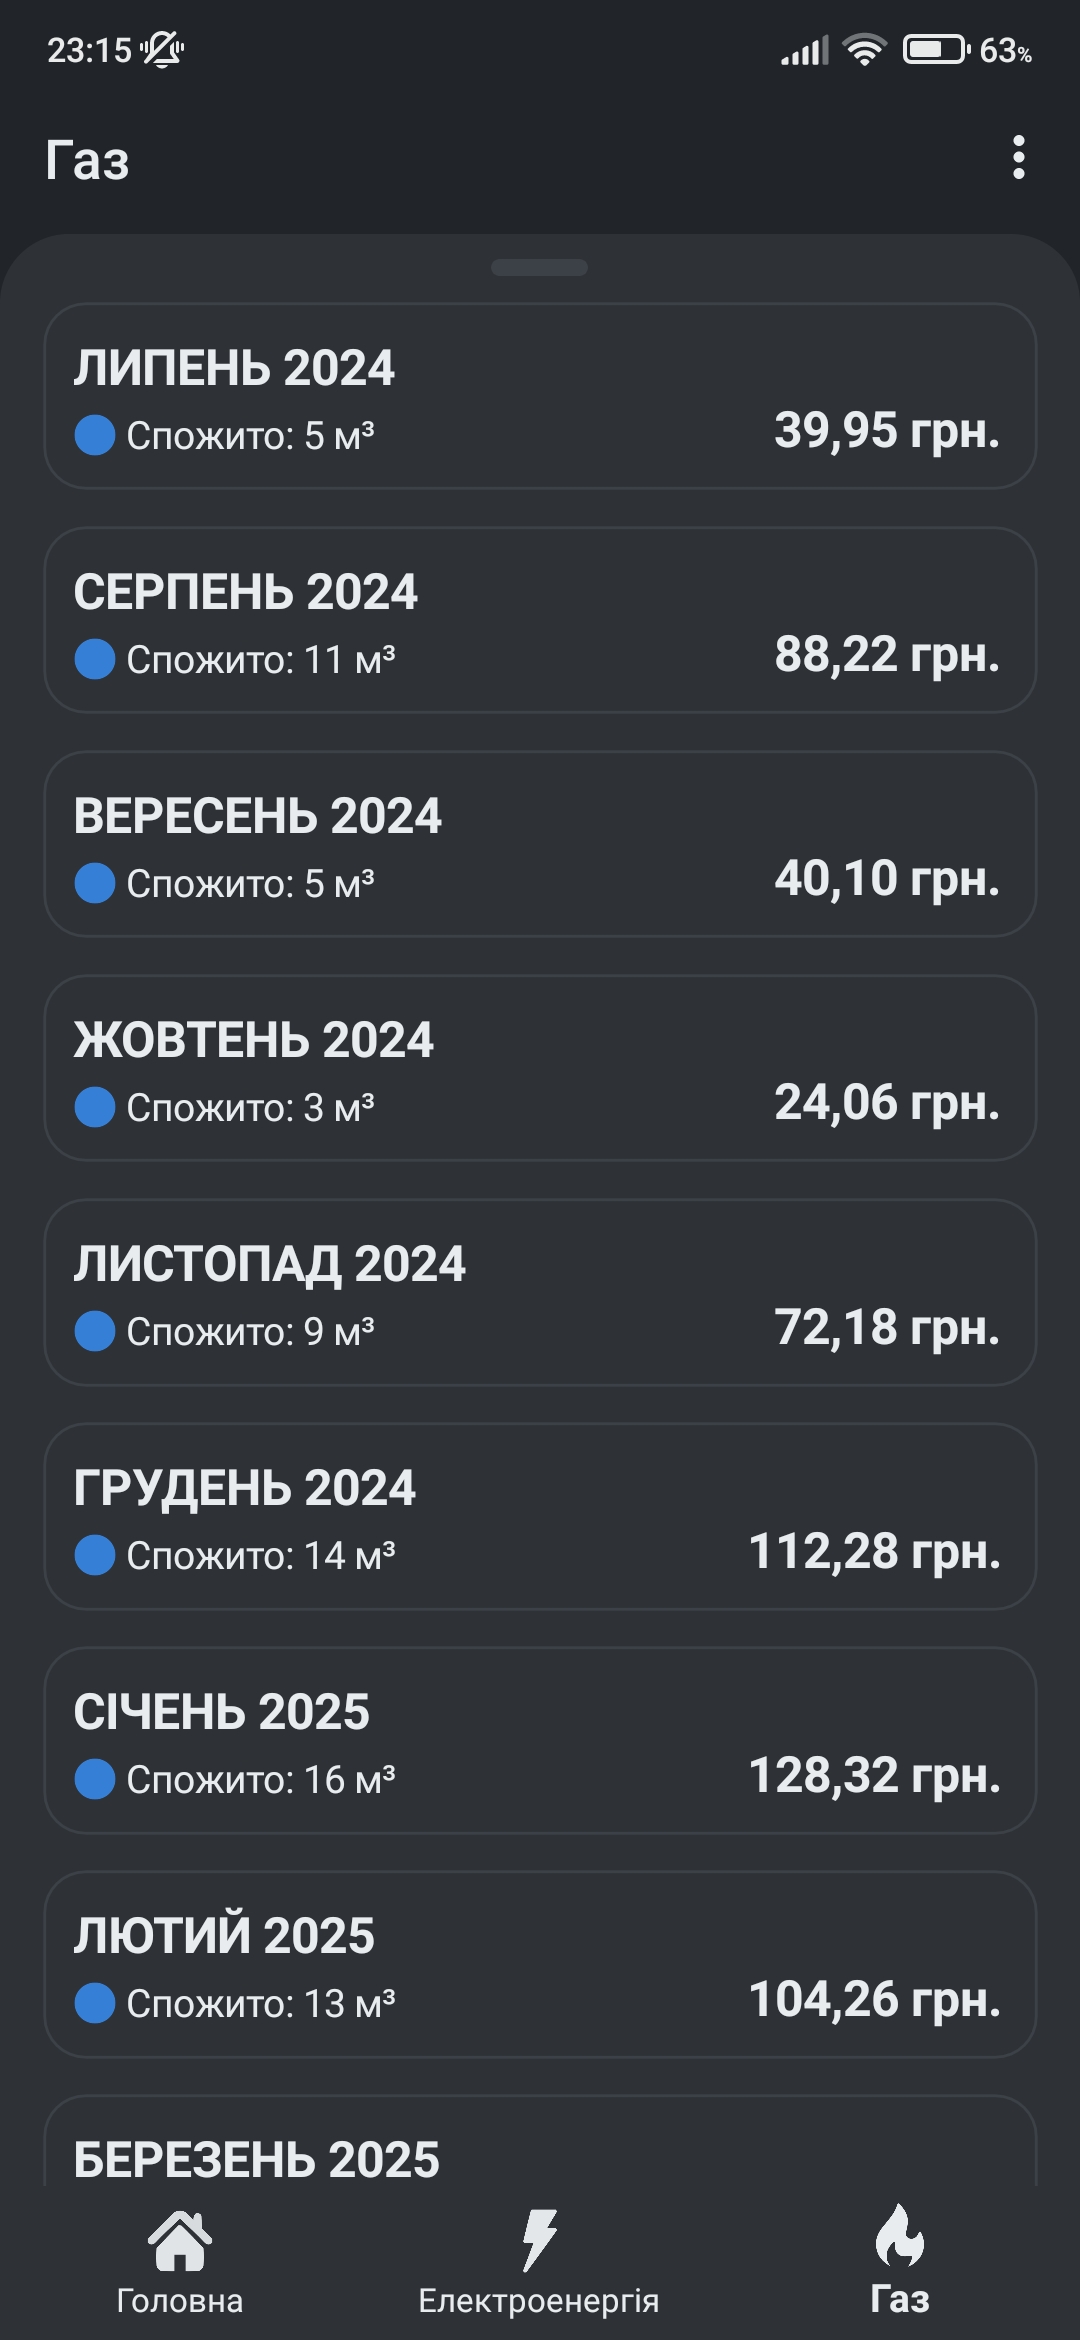 23:15
63%
Газ
ЛИПЕНЬ 2024
Спожито: 5 м³
39,95 грн.
СЕРПЕНЬ 2024
Спожито: 11 м³
88,22 грн.
ВЕРЕСЕНЬ 2024
Спожито: 5 м³
40,10 грн.
ЖОВТЕНЬ 2024
Спожито: 3 м³
24,06 грн.
ЛИСТОПАД 2024
Спожито: 9 м³
72,18 грн.
ГРУДЕНЬ 2024
Спожито: 14 м³
112,28 грн.
СІЧЕНЬ 2025
Спожито: 16 м³
128,32 грн.
ЛЮТИЙ 2025
Спожито: 13 м³
104,26 грн.
БЕРЕЗЕНЬ 2025
Головна
Електроенергія
Газ